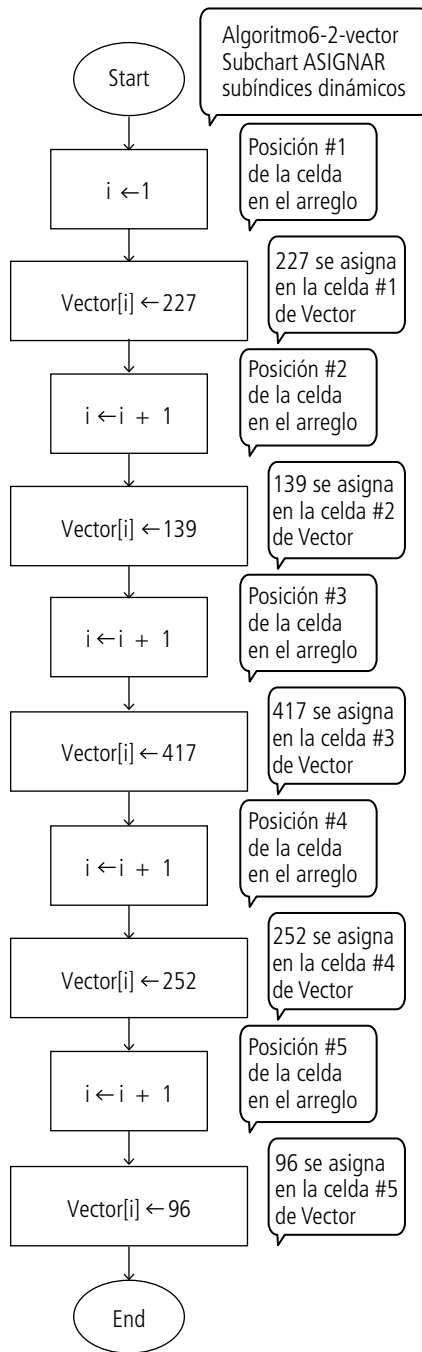 Algoritmo6-2-vector
Subchart ASIGNAR
subíndices dinámicos
Start
i ←1
Posición #1
de la celda
en el arreglo
Vector[i] ←227
227 se asigna
en la celda #1
de Vector
i ←i + 1
Posición #2
de la celda
en el arreglo
Vector[i] ←139
139 se asigna
en la celda #2
de Vector
i ←i + 1
Posición #3
de la celda
en el arreglo
Vector[i] ←417
417 se asigna
en la celda #3
de Vector
i ←i + 1
Posición #4
de la celda
en el arreglo
Vector[i] ←252
252 se asigna
en la celda #4
de Vector
i ←i + 1
Posición #5
de la celda
en el arreglo
Vector[i] ←96
96 se asigna
en la celda #5
de Vector
End